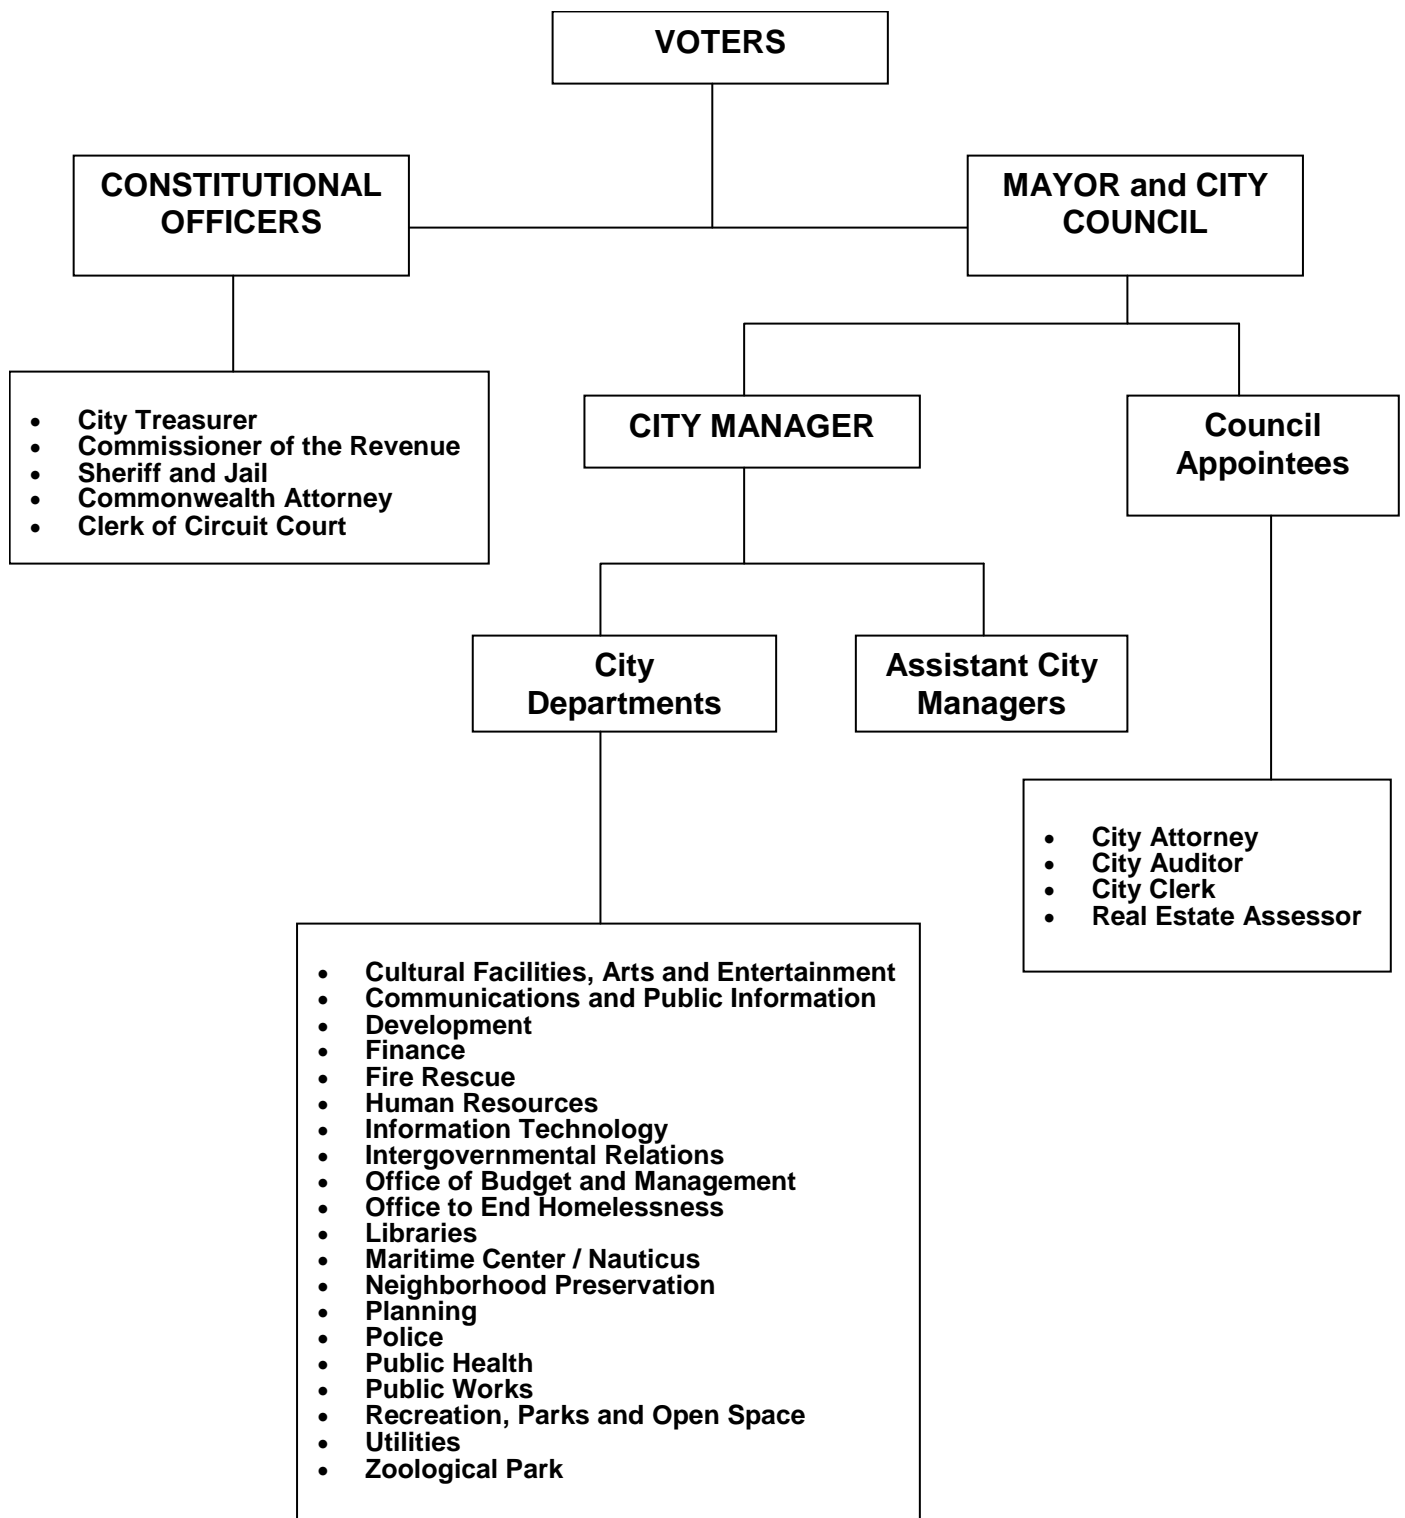 VOTERS
CONSTITUTIONAL
OFFICERS
MAYOR and CITY
COUNCIL
• City Treasurer
• Commissioner of the Revenue
• Sheriff and Jail
• Commonwealth Attorney
• Clerk of Circuit Court
CITY MANAGER
Council
Appointees
City
Departments
Assistant City
Managers
• City Attorney
• City Auditor
• City Clerk
• Real Estate Assessor
• Cultural Facilities, Arts and Entertainment
• Communications and Public Information
• Development
• Finance
• Fire Rescue
• Human Resources
• Information Technology
• Intergovernmental Relations
• Office of Budget and Management
• Office to End Homelessness
• Libraries
• Maritime Center / Nauticus
• Neighborhood Preservation
• Planning
• Police
• Public Health
• Public Works
• Recreation, Parks and Open Space
• Utilities
• Zoological Park